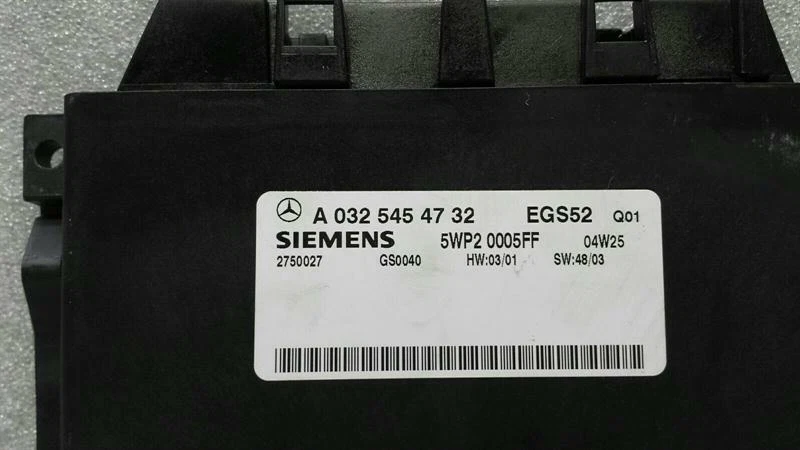 A 032 545 47 32 EGS52 Q01
SIEMENS 5WP2 0005FF 04W25
2750027 GS0040 HW:03/01 SW:48/03